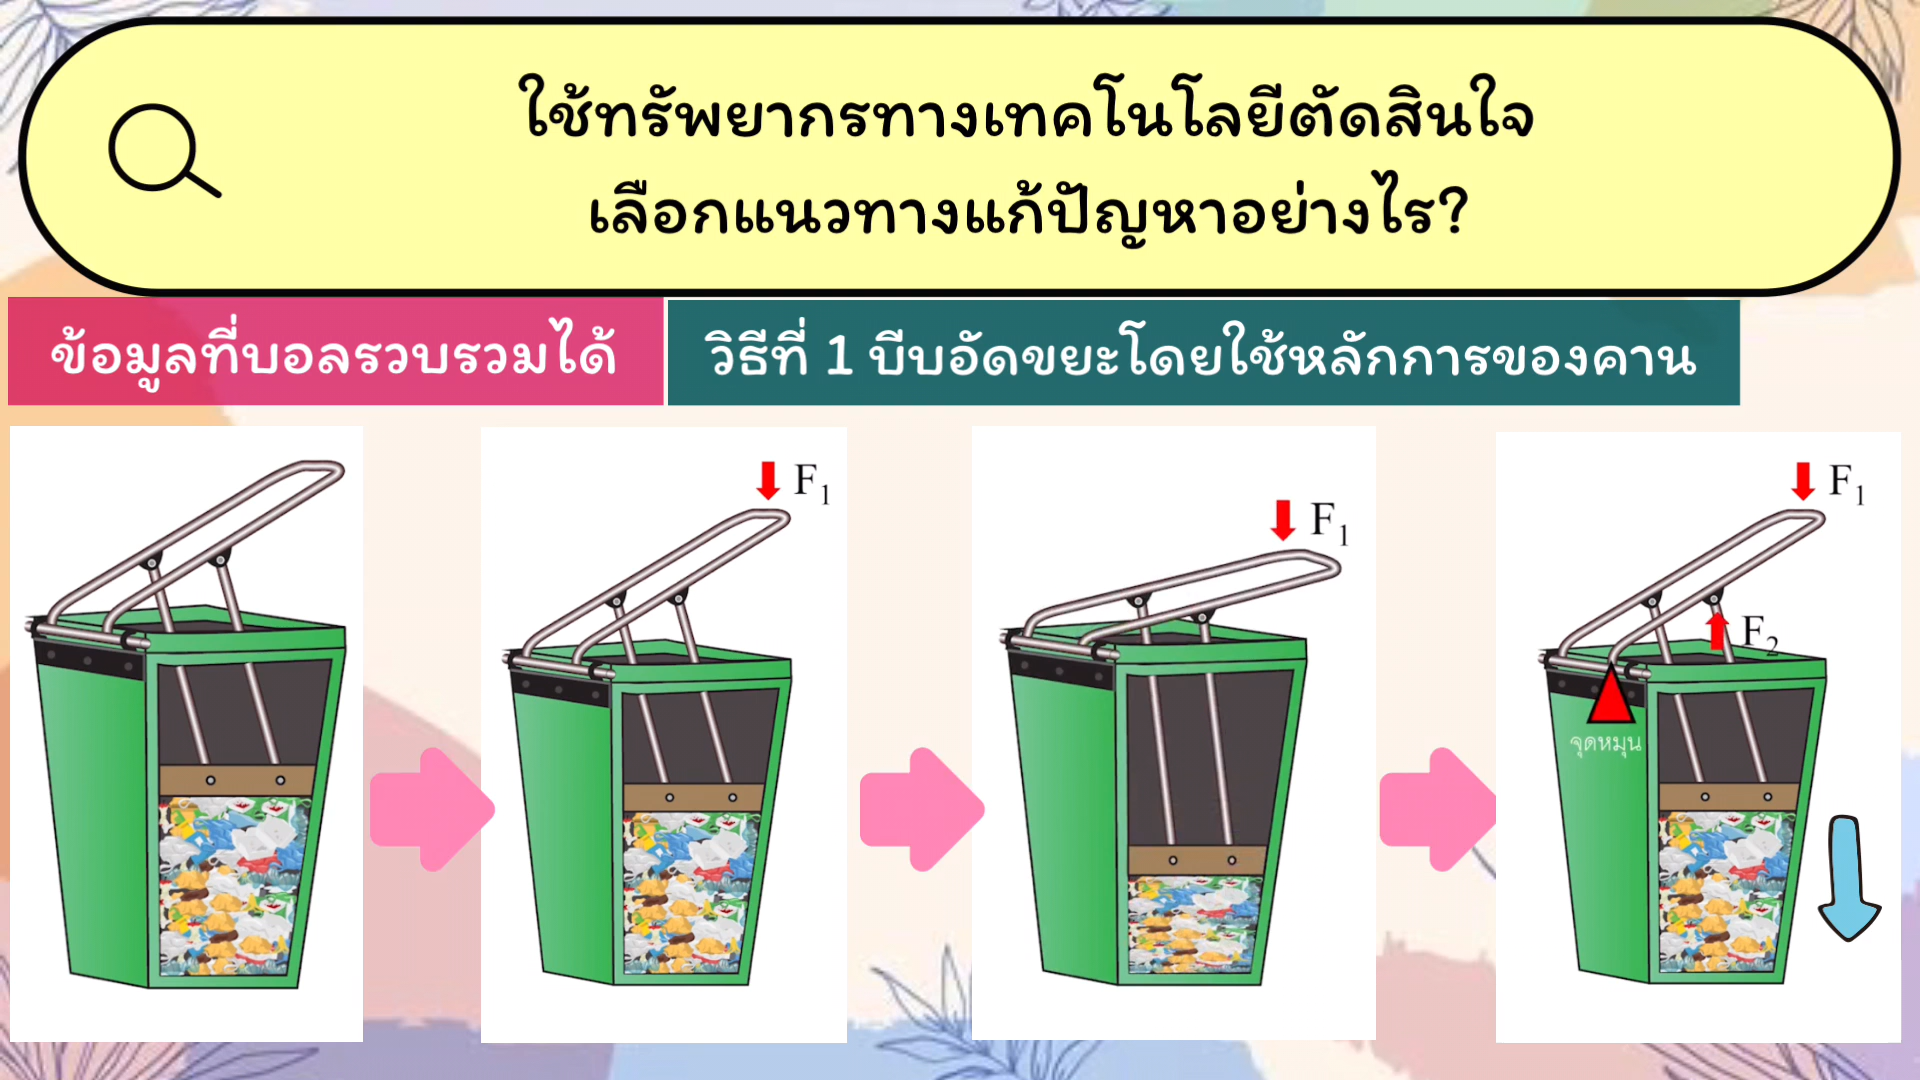 ใช้ทรัพยากรทางเทคโนโลยีตัดสินใจ
เลือกแนวทางแก้ปัญหาอย่างไร?
ข้อมูลที่บอลรวบรวมได้
วิธีที่ 1 บีบอัดขยะโดยใช้หลักการของคาน
F₁
F₁
F₁
F₂
จุดหมุน